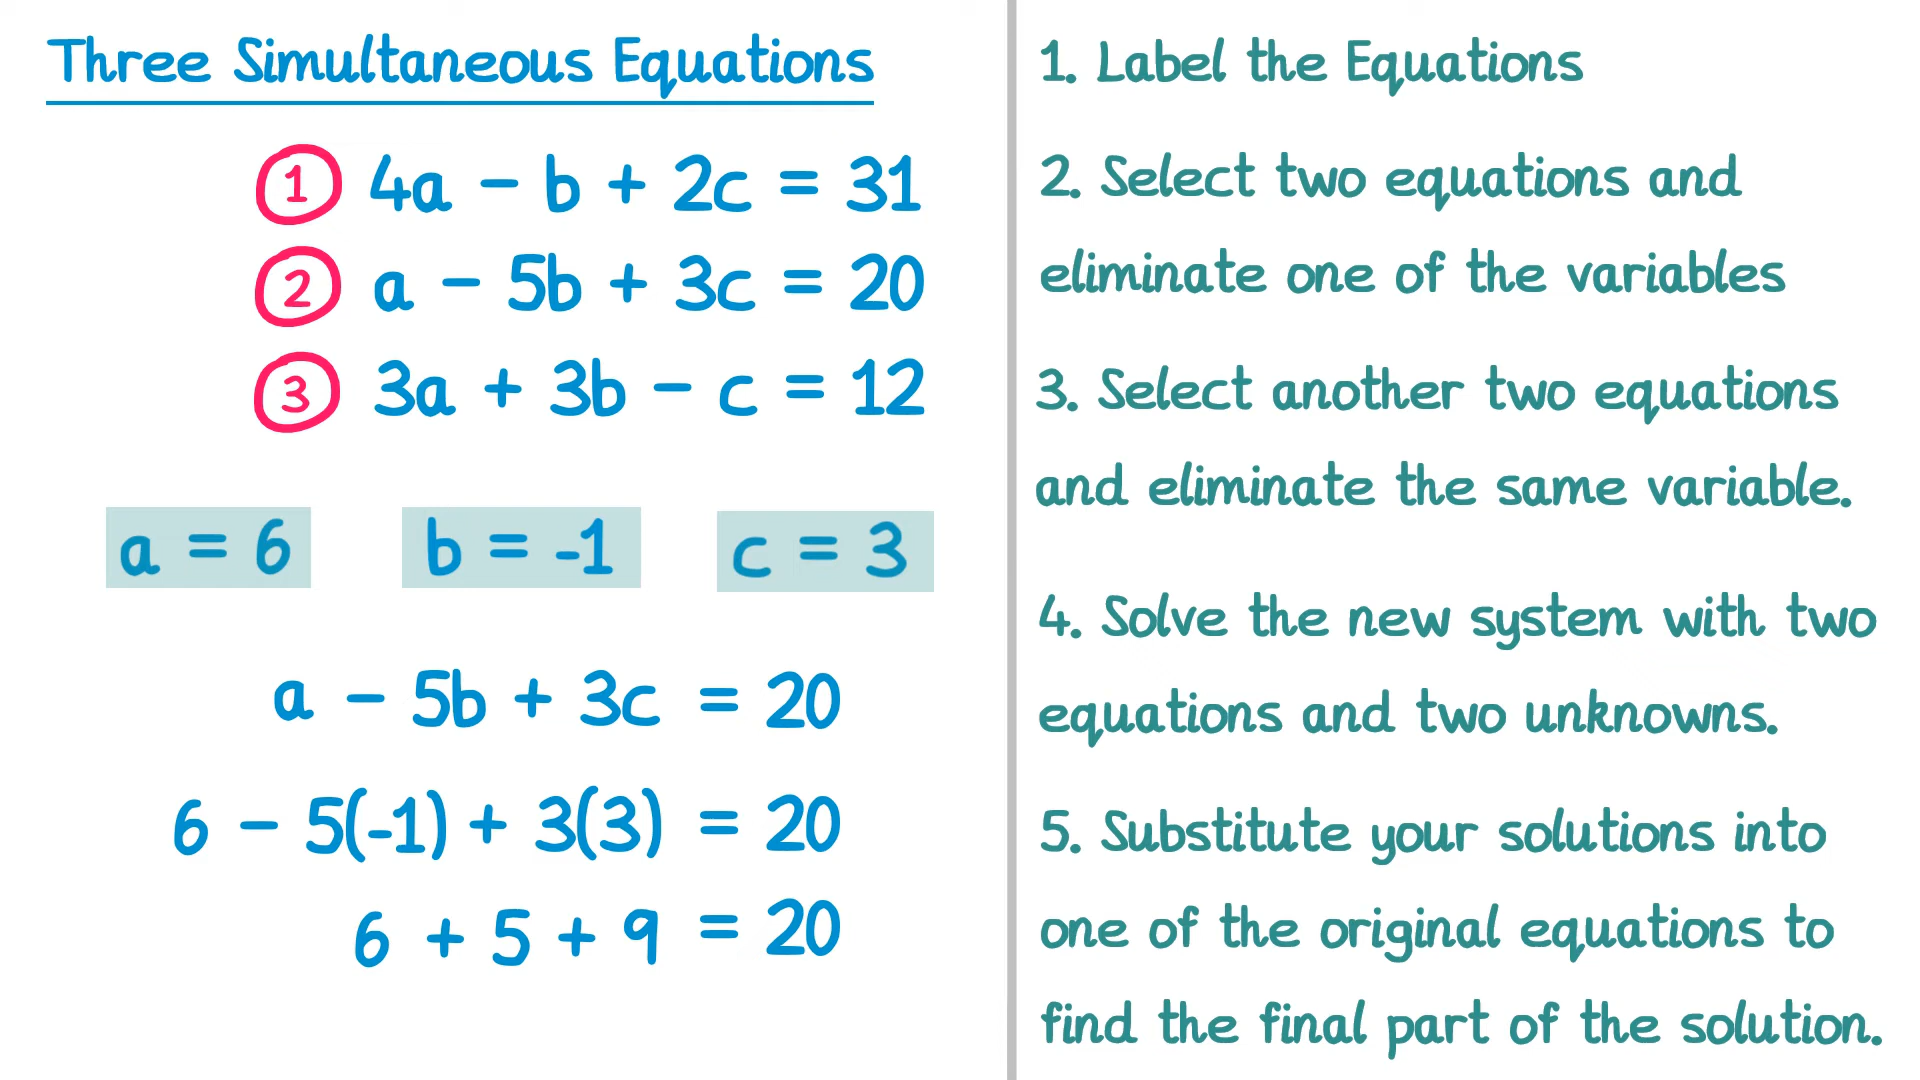 Three Simultaneous Equations
1 4a - b + 2c = 31
2 a - 5b + 3c = 20
3 3a + 3b - c = 12
a = 6 b = -1 c = 3
a - 5b + 3c = 20
6 - 5(-1) + 3(3) = 20
6 + 5 + 9 = 20
1. Label the Equations
2. Select two equations and
eliminate one of the variables
3. Select another two equations
and eliminate the same variable.
4. Solve the new system with two
equations and two unknowns.
5. Substitute your solutions into
one of the original equations to
find the final part of the solution.